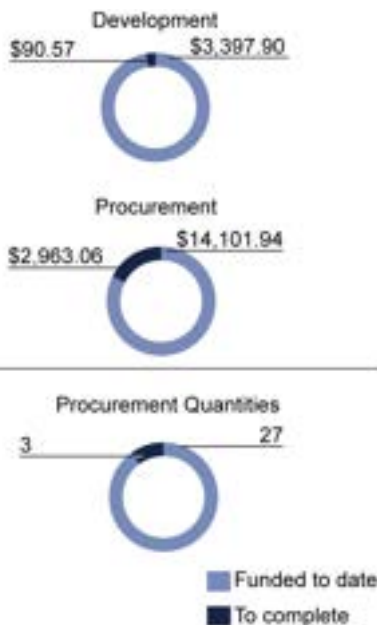 Development
$90.57 $3,397.90
Procurement
$2,963.06 $14,101.94
Procurement Quantities
3 27
Funded to date
To complete